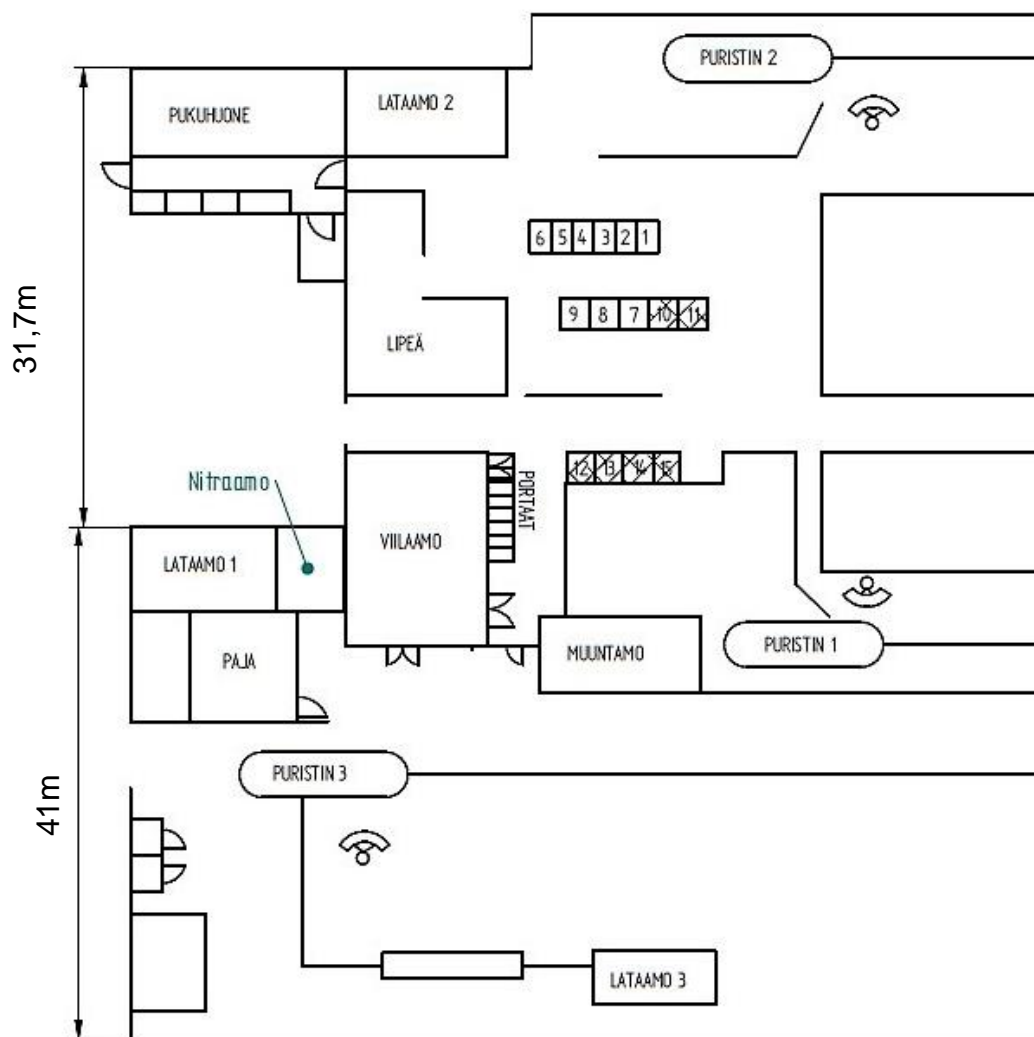 PURISTIN 2
PUKUHUONE
LATAAMO 2
6 5 4 3 2 1
31,7m
9 8 7 10 11
LIPEÄ
12 13 14 15
PORTAAT
Nitraamo
VIILAAMO
LATAAMO 1
PAJA
MUUNTAMO
PURISTIN 1
PURISTIN 3
41m
LATAAMO 3